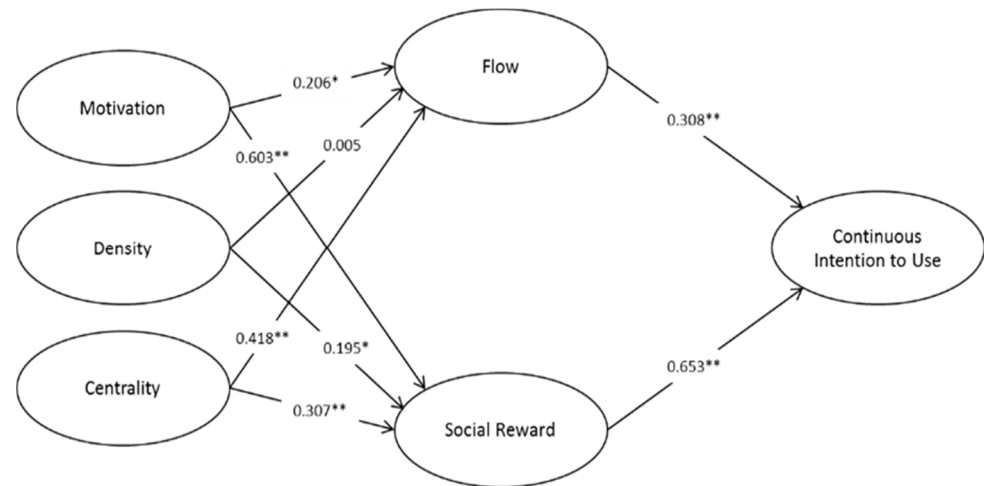 Flow
0.206*
Motivation
0.308**
0.005
0.603**
Density
Continuous
Intention to Use
0.418**
0.195*
0.653**
Centrality
0.307**
Social Reward